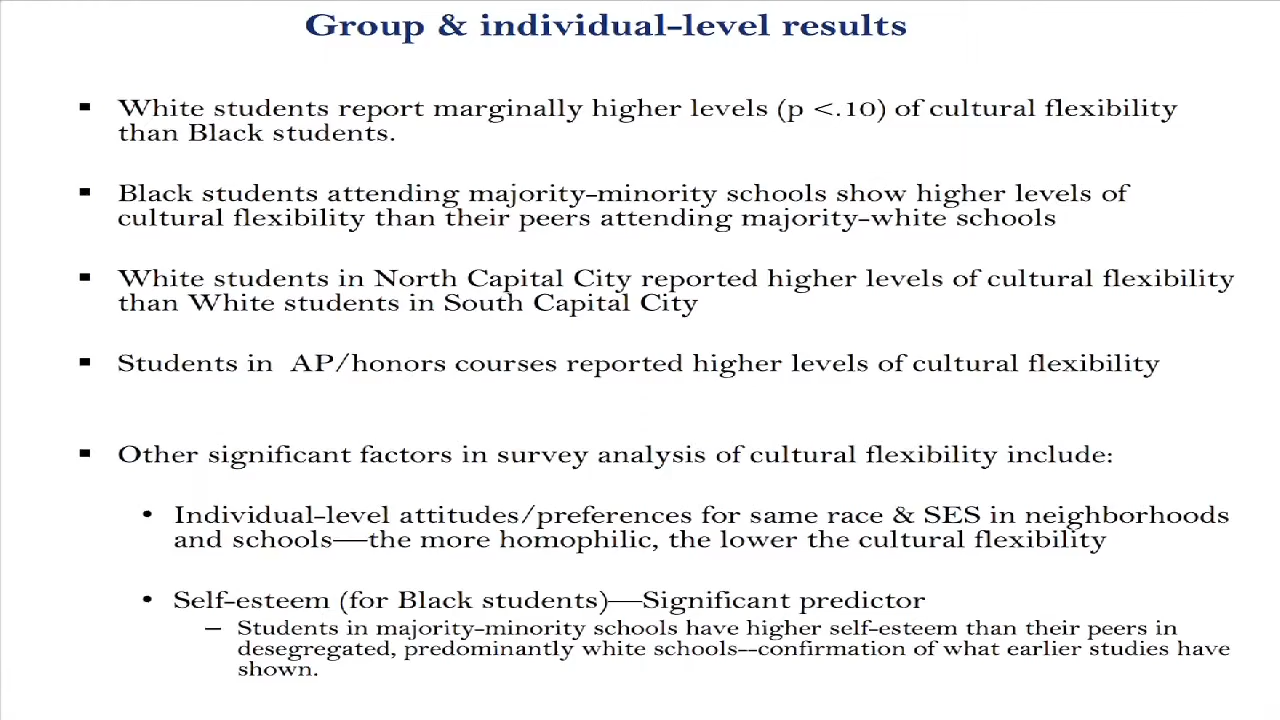 Group & individual-level results
▪ White students report marginally higher levels (p <.10) of cultural flexibility
than Black students.
▪ Black students attending majority-minority schools show higher levels of
cultural flexibility than their peers attending majority-white schools
▪ White students in North Capital City reported higher levels of cultural flexibility
than White students in South Capital City
▪ Students in AP/honors courses reported higher levels of cultural flexibility
▪ Other significant factors in survey analysis of cultural flexibility include:
• Individual-level attitudes/preferences for same race & SES in neighborhoods
and schools—the more homophilic, the lower the cultural flexibility
• Self-esteem (for Black students)—Significant predictor
– Students in majority-minority schools have higher self-esteem than their peers in
desegregated, predominantly white schools--confirmation of what earlier studies have
shown.